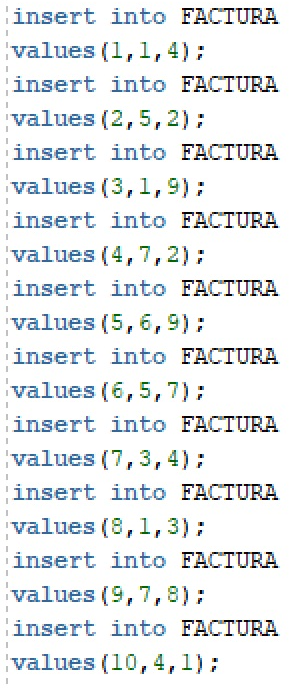 insert into FACTURA
values(1,1,4);
insert into FACTURA
values(2,5,2);
insert into FACTURA
values(3,1,9);
insert into FACTURA
values(4,7,2);
insert into FACTURA
values(5,6,9);
insert into FACTURA
values(6,5,7);
insert into FACTURA
values(7,3,4);
insert into FACTURA
values(8,1,3);
insert into FACTURA
values(9,7,8);
insert into FACTURA
values(10,4,1);